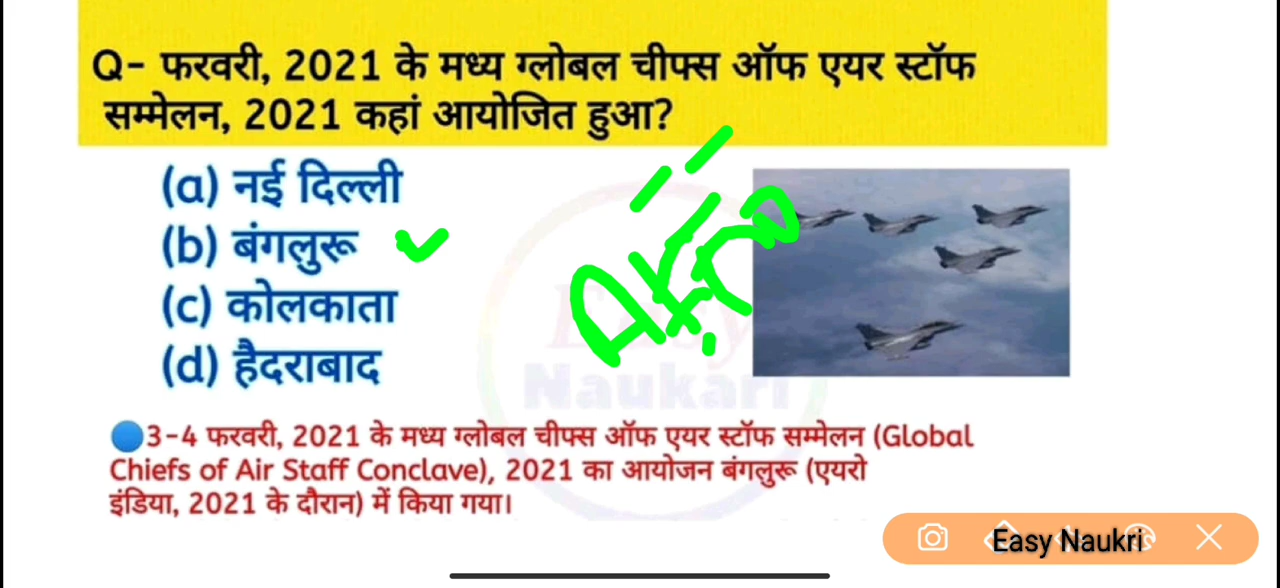 Q- फरवरी, 2021 के मध्य ग्लोबल चीफ्स ऑफ एयर स्टॉफ
सम्मेलन, 2021 कहां आयोजित हुआ?
(a) नई दिल्ली
(b) बंगलुरू
(c) कोलकाता
(d) हैदराबाद
Easy
Naukari
3-4 फरवरी, 2021 के मध्य ग्लोबल चीफ्स ऑफ एयर स्टॉफ सम्मेलन (Global
Chiefs of Air Staff Conclave), 2021 का आयोजन बंगलुरू (एयरो
इंडिया, 2021 के दौरान) में किया गया।
Easy Naukri